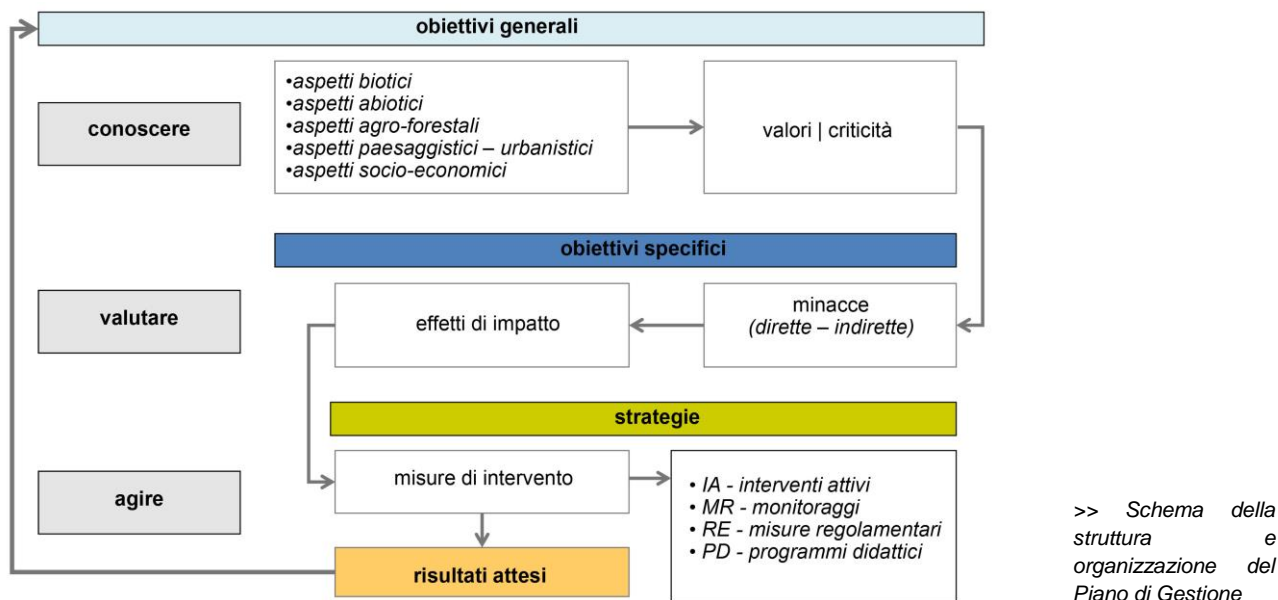 obiettivi generali
conoscere
•aspetti biotici
•aspetti abiotici
•aspetti agro-forestali
•aspetti paesaggistici – urbanistici
•aspetti socio-economici
valori | criticità
obiettivi specifici
valutare
effetti di impatto
minacce
(dirette – indirette)
strategie
agire
misure di intervento
• IA - interventi attivi
• MR - monitoraggi
• RE - misure regolamentari
• PD - programmi didattici
risultati attesi
>> Schema della
struttura e
organizzazione del
Piano di Gestione